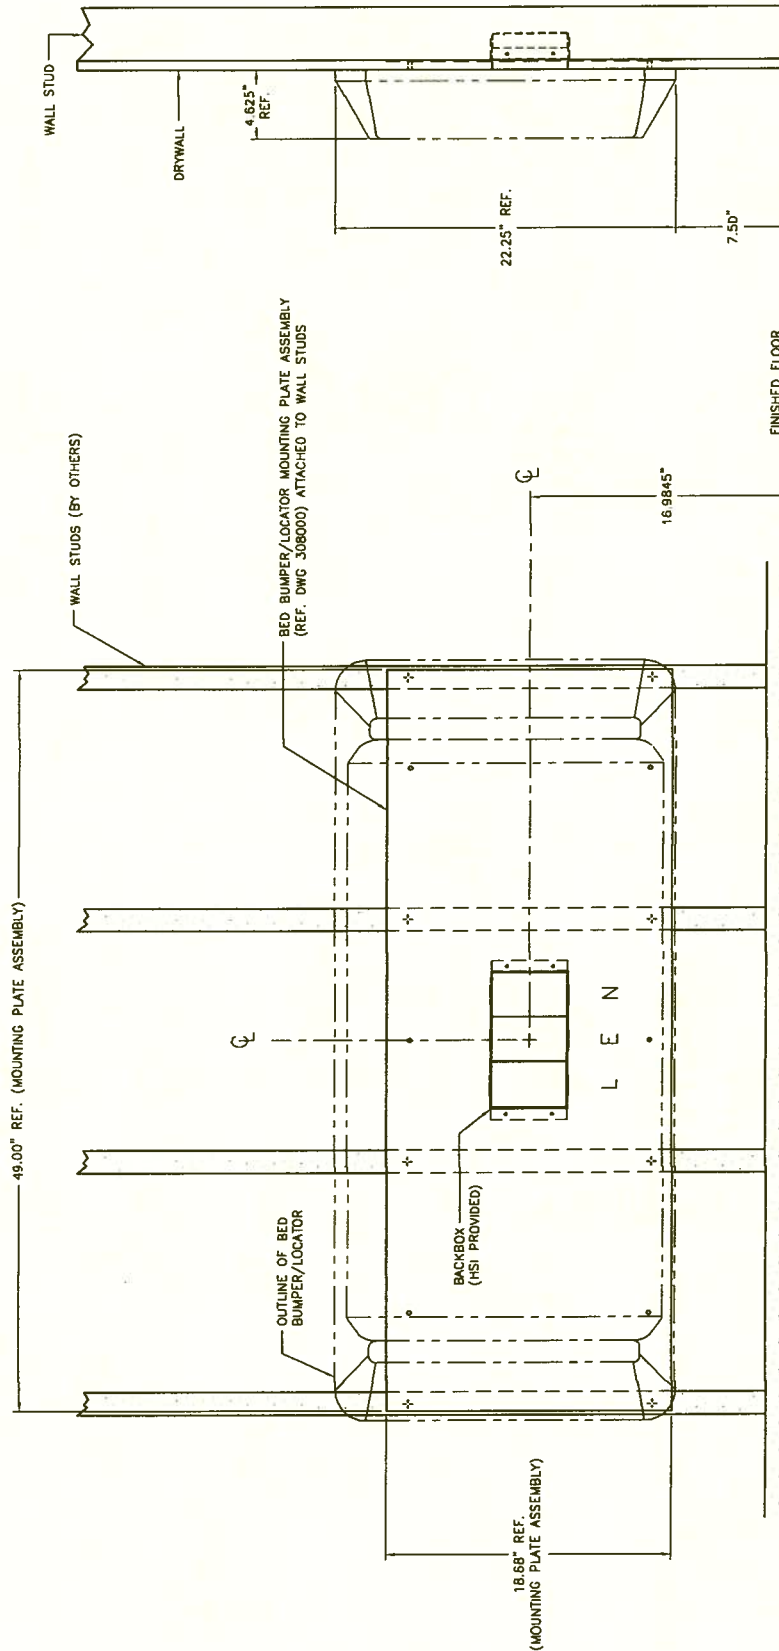 49.00" REF. (MOUNTING PLATE ASSEMBLY)
WALL STUDS (BY OTHERS)
WALL STUD
DRYWALL
4.625"
REF.
OUTLINE OF BED
BUMPER/LOCATOR
℄
BED BUMPER/LOCATOR MOUNTING PLATE ASSEMBLY
(REF. DWG 308000) ATTACHED TO WALL STUDS
22.25" REF.
7.50"
BACKBOX
(HSI PROVIDED)
℄
16.9845"
18.68" REF.
(MOUNTING PLATE ASSEMBLY)
L E N
FINISHED FLOOR